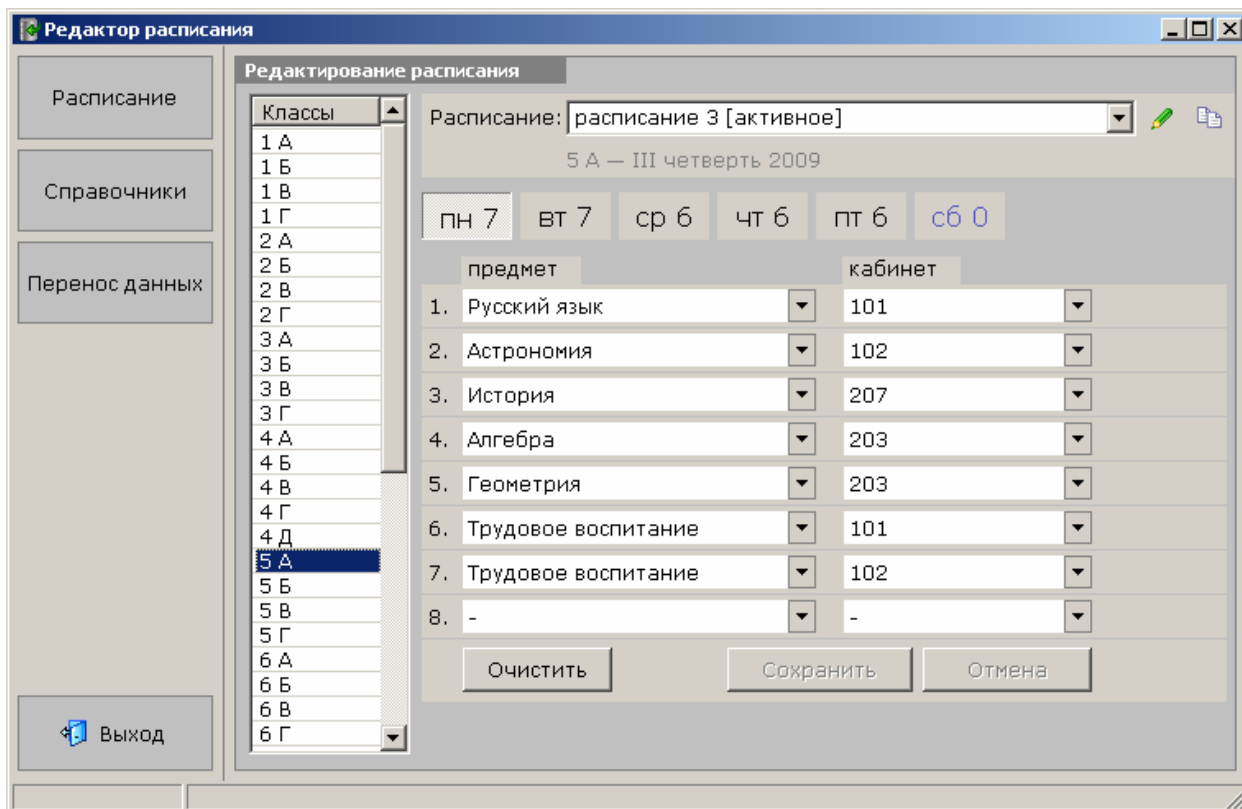 Редактор расписания
Расписание
Справочники
Перенос данных
Выход
Редактирование расписания
Классы
1 А
1 Б
1 В
1 Г
2 А
2 Б
2 В
2 Г
3 А
3 Б
3 В
3 Г
4 А
4 Б
4 В
4 Г
4 Д
5 А
5 Б
5 В
5 Г
6 А
6 Б
6 В
6 Г
Расписание: расписание 3 [активное]
5 А — III четверть 2009
пн 7 вт 7 ср 6 чт 6 пт 6 сб 0
предмет кабинет
1. Русский язык 101
2. Астрономия 102
3. История 207
4. Алгебра 203
5. Геометрия 203
6. Трудовое воспитание 101
7. Трудовое воспитание 102
8. - -
Очистить Сохранить Отмена